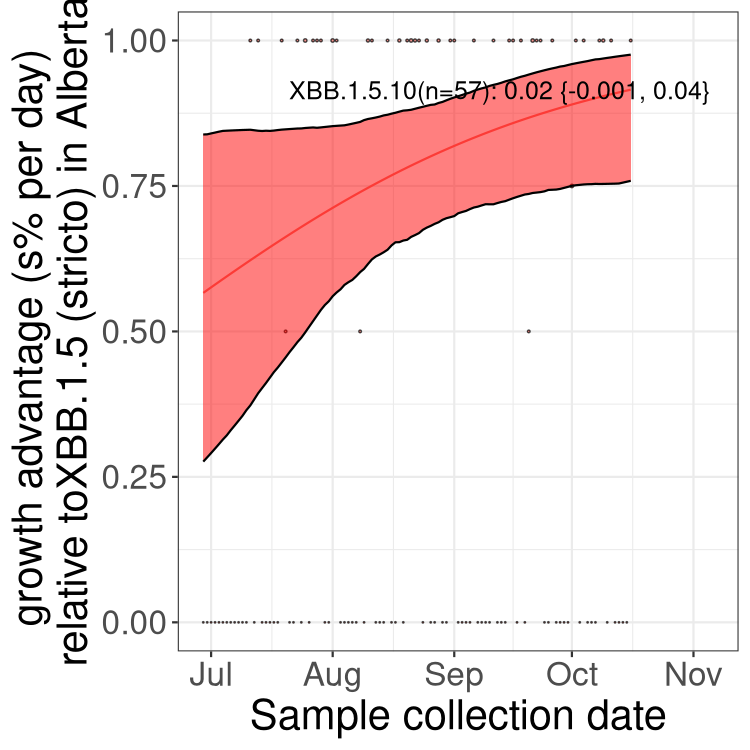 growth advantage (s% per day)
relative toXBB.1.5 (stricto) in Alberta
1.00
0.75
0.50
0.25
0.00
XBB.1.5.10(n=57): 0.02 {-0.001, 0.04}
Jul Aug Sep Oct Nov
Sample collection date